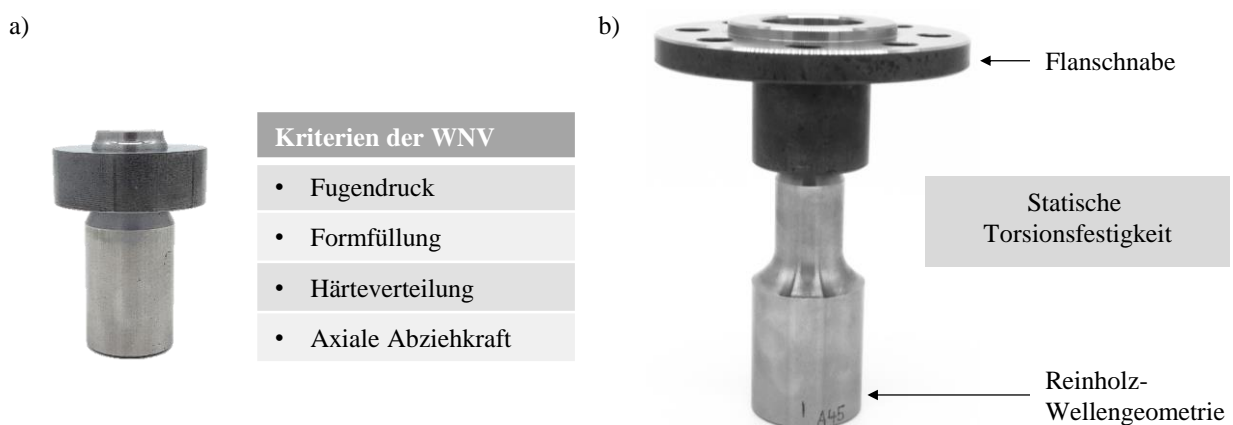 a)
Kriterien der WNV
• Fugendruck
• Formfüllung
• Härteverteilung
• Axiale Abziehkraft
b)
Flanschnabe
Statische
Torsionsfestigkeit
Reinholz-
Wellengeometrie
A45